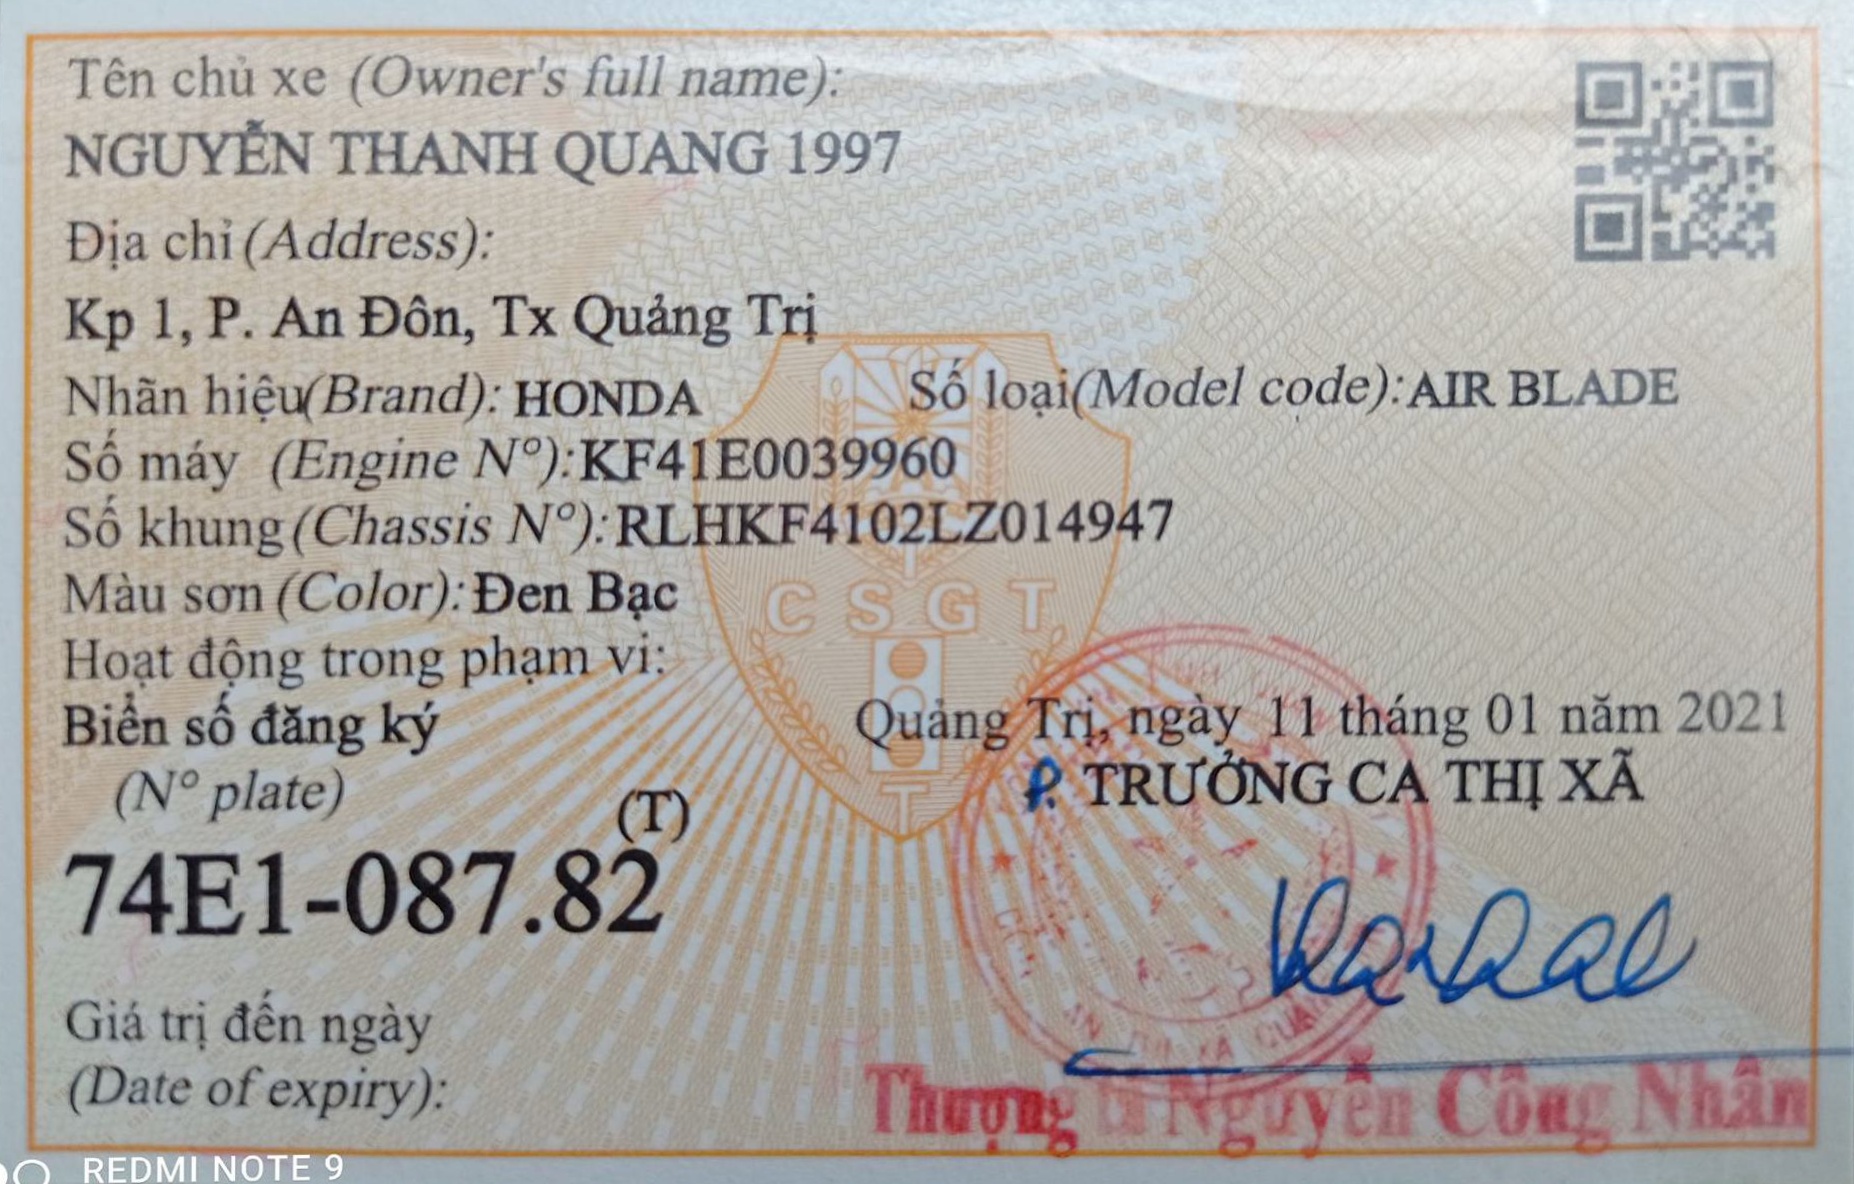 Tên chủ xe (Owner's full name):
NGUYỄN THANH QUANG 1997
Địa chỉ (Address):
Kp 1, P. An Đôn, Tx Quảng Trị
Nhãn hiệu(Brand): HONDA Số loại(Model code):AIR BLADE
Số máy (Engine N°):KF41E0039960
Số khung (Chassis N°):RLHKF4102LZ014947
Màu sơn (Color): Đen Bạc
CSGT
Hoạt động trong phạm vi:
Biển số đăng ký Quảng Trị, ngày 11 tháng 01 năm 2021
(N° plate) P. TRƯỞNG CA THỊ XÃ
T
(T)
74E1-087.82
Giá trị đến ngày
(Date of expiry):
Thượng tá Nguyễn Công Nhân
REDMI NOTE 9